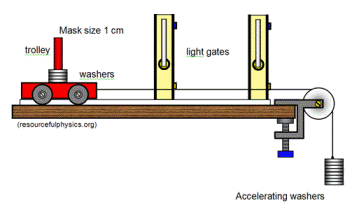 Mask size 1 cm
trolley
light gates
washers
(resourcefulphysics.org)
Accelerating washers